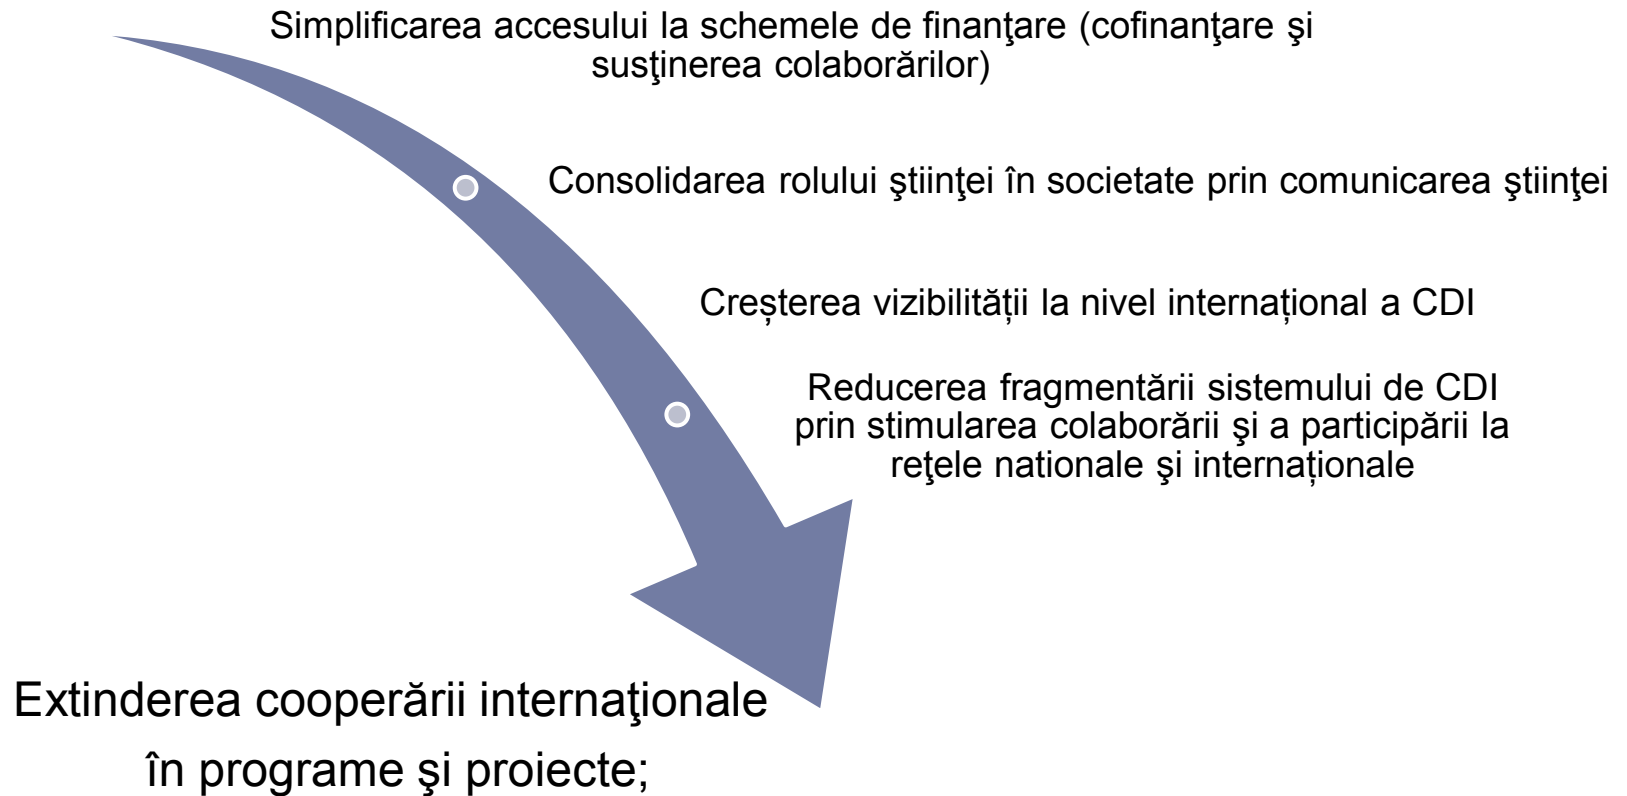 Simplificarea accesului la schemele de finanţare (cofinanţare şi
susţinerea colaborărilor)
Consolidarea rolului ştiinţei în societate prin comunicarea ştiinţei
Creșterea vizibilității la nivel internațional a CDI
Reducerea fragmentării sistemului de CDI
prin stimularea colaborării şi a participării la
reţele nationale şi internaționale
Extinderea cooperării internaţionale
în programe şi proiecte;